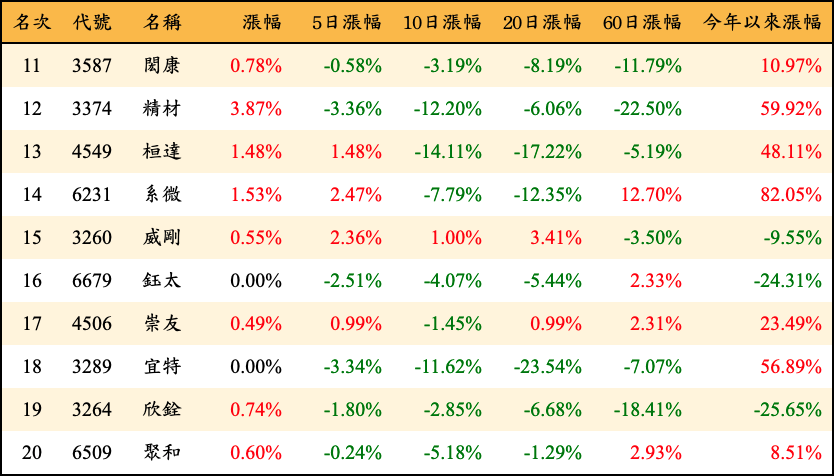 名次 代號 名稱 漲幅 5日漲幅 10日漲幅 20日漲幅 60日漲幅 今年以來漲幅
11 3587 閎康 0.78% -0.58% -3.19% -8.19% -11.79% 10.97%
12 3374 精材 3.87% -3.36% -12.20% -6.06% -22.50% 59.92%
13 4549 桓達 1.48% 1.48% -14.11% -17.22% -5.19% 48.11%
14 6231 系微 1.53% 2.47% -7.79% -12.35% 12.70% 82.05%
15 3260 威剛 0.55% 2.36% 1.00% 3.41% -3.50% -9.55%
16 6679 鈺太 0.00% -2.51% -4.07% -5.44% 2.33% -24.31%
17 4506 崇友 0.49% 0.99% -1.45% 0.99% 2.31% 23.49%
18 3289 宜特 0.00% -3.34% -11.62% -23.54% -7.07% 56.89%
19 3264 欣銓 0.74% -1.80% -2.85% -6.68% -18.41% -25.65%
20 6509 聚和 0.60% -0.24% -5.18% -1.29% 2.93% 8.51%